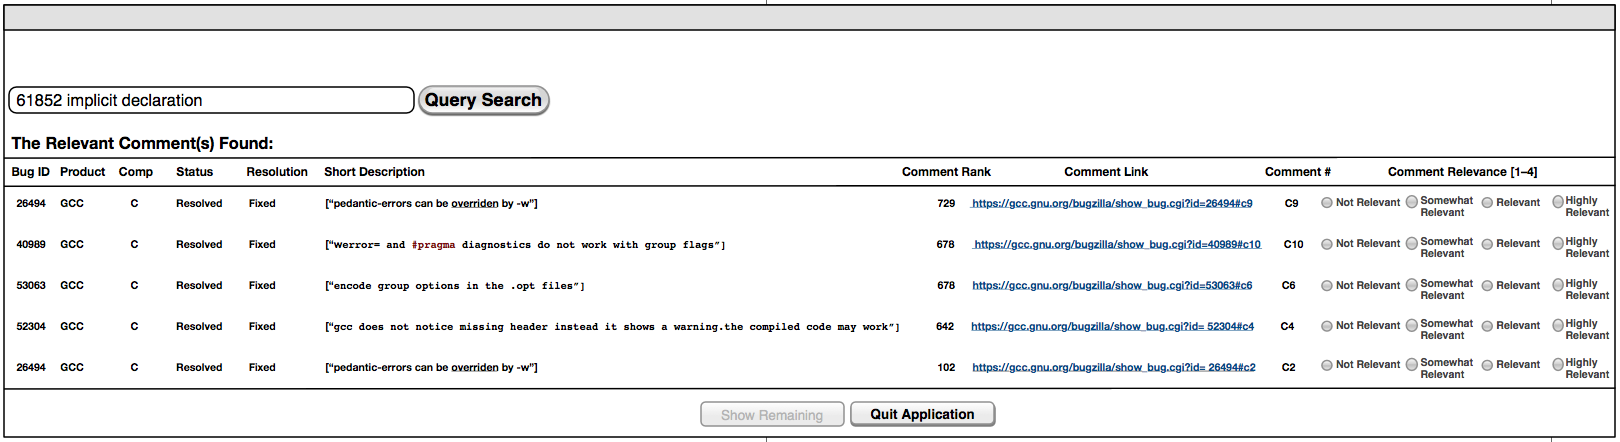 61852 implicit declaration Query Search
The Relevant Comment(s) Found:
Bug ID Product Comp Status Resolution Short Description Comment Rank Comment Link Comment # Comment Relevance [1–4]
26494 GCC C Resolved Fixed [“pedantic-errors can be overriden by -w”] 729 https://gcc.gnu.org/bugzilla/show_bug.cgi?id=26494#c9 C9 Not Relevant Somewhat Relevant Relevant Highly Relevant
40989 GCC C Resolved Fixed [“werror= and #pragma diagnostics do not work with group flags”] 678 https://gcc.gnu.org/bugzilla/show_bug.cgi?id=40989#c10 C10 Not Relevant Somewhat Relevant Relevant Highly Relevant
53063 GCC C Resolved Fixed [“encode group options in the .opt files”] 678 https://gcc.gnu.org/bugzilla/show_bug.cgi?id=53063#c6 C6 Not Relevant Somewhat Relevant Relevant Highly Relevant
52304 GCC C Resolved Fixed [“gcc does not notice missing header instead it shows a warning.the compiled code may work”] 642 https://gcc.gnu.org/bugzilla/show_bug.cgi?id= 52304#c4 C4 Not Relevant Somewhat Relevant Relevant Highly Relevant
26494 GCC C Resolved Fixed [“pedantic-errors can be overriden by -w”] 102 https://gcc.gnu.org/bugzilla/show_bug.cgi?id= 26494#c2 C2 Not Relevant Somewhat Relevant Relevant Highly Relevant
Show Remaining Quit Application